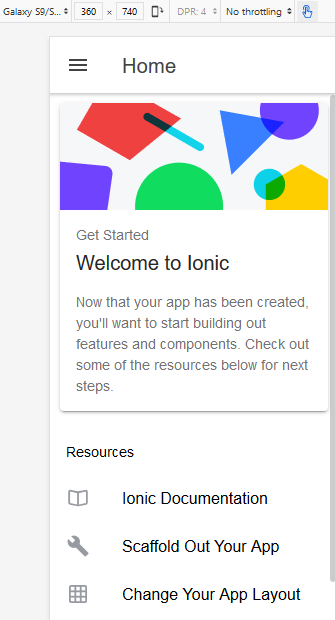 Galaxy S9/S... 360 × 740 DPR: 4 No throttling
Home
Get Started
Welcome to Ionic
Now that your app has been created,
you'll want to start building out
features and components. Check out
some of the resources below for next
steps.
Resources
Ionic Documentation
Scaffold Out Your App
Change Your App Layout